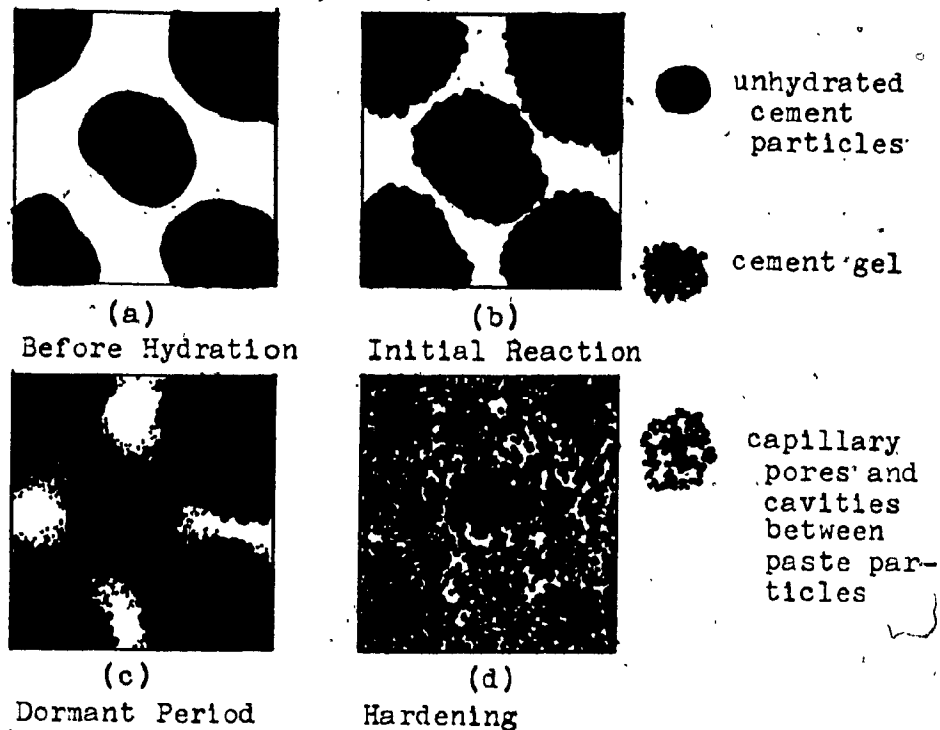 unhydrated
cement
particles
cement gel
(a)
Before Hydration
(b)
Initial Reaction
capillary
pores and
cavities
between
paste par-
ticles
(c)
Dormant Period
(d)
Hardening